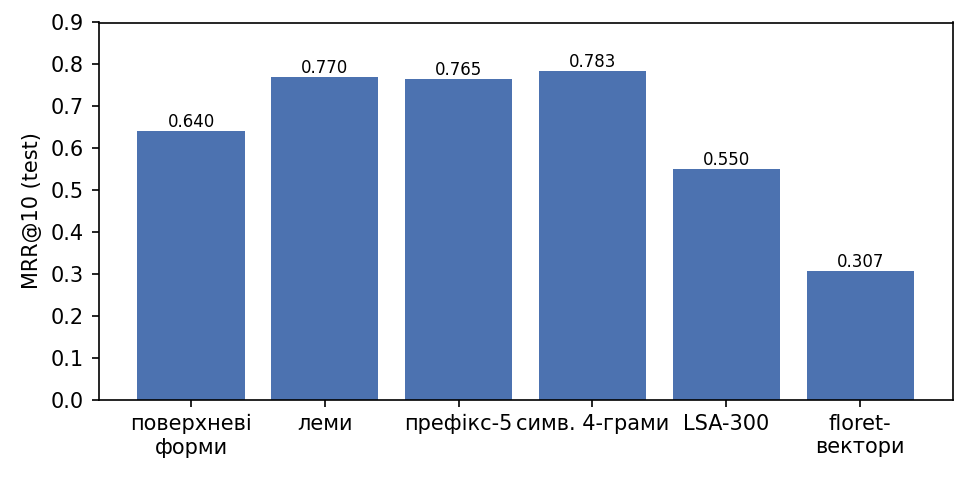 MRR@10 (test)
0.9
0.8
0.7
0.6
0.5
0.4
0.3
0.2
0.1
0.0
0.640
0.770
0.765
0.783
0.550
0.307
поверхневі
форми
леми
префікс-5
симв. 4-грами
LSA-300
floret-
вектори